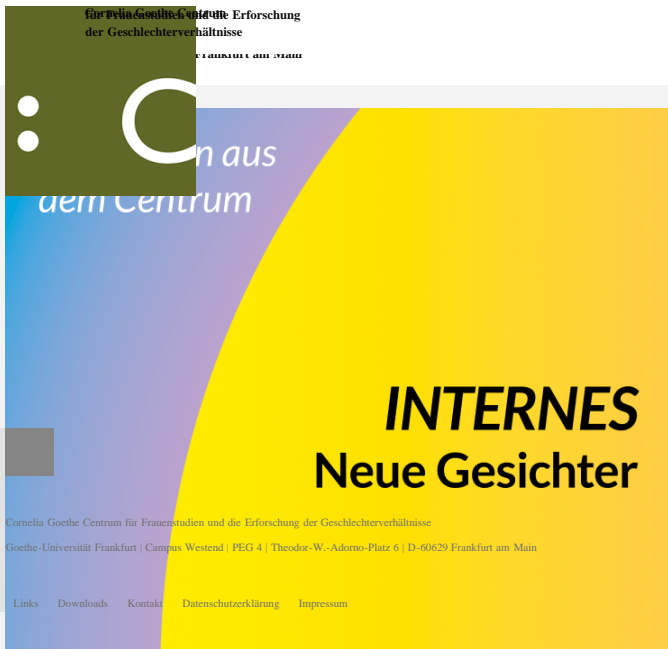 Cornelia Goethe Centrum
für Frauenstudien und die Erforschung
der Geschlechterverhältnisse
Frankfurt am Main
: C
n aus
dem Centrum
INTERNES
Neue Gesichter
Cornelia Goethe Centrum für Frauenstudien und die Erforschung der Geschlechterverhältnisse
Goethe-Universität Frankfurt | Campus Westend | PEG 4 | Theodor-W.-Adorno-Platz 6 | D-60629 Frankfurt am Main
Links Downloads Kontakt Datenschutzerklärung Impressum